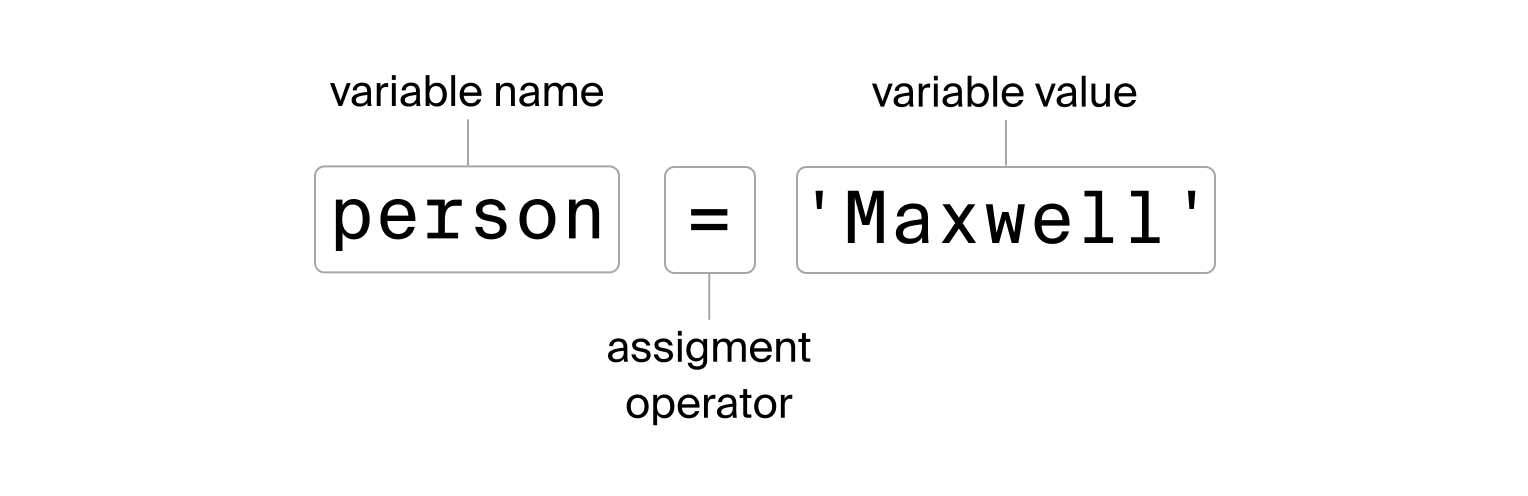 variable name variable value
person = 'Maxwell'
assigment
operator